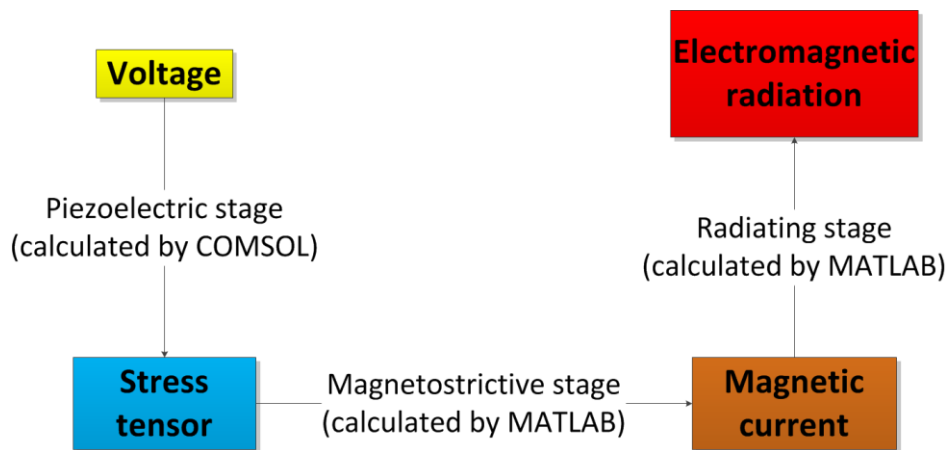 Voltage
Piezoelectric stage
(calculated by COMSOL)
Stress
tensor
Magnetostrictive stage
(calculated by MATLAB)
Magnetic
current
Radiating stage
(calculated by MATLAB)
Electromagnetic
radiation